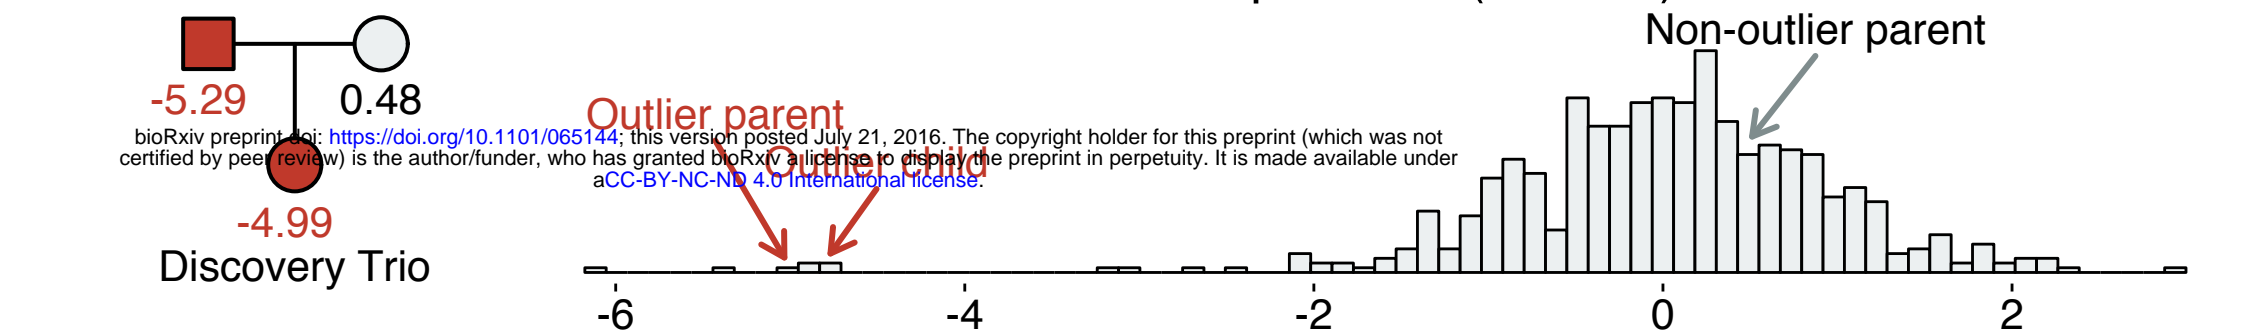 Non-outlier parent
-5.29 0.48
Outlier parent
bioRxiv preprint doi: https://doi.org/10.1101/065144; this version posted July 21, 2016. The copyright holder for this preprint (which was not
certified by peer review) is the author/funder, who has granted bioRxiv a license to display the preprint in perpetuity. It is made available under
Outlier child
aCC-BY-NC-ND 4.0 International license.
-4.99
Discovery Trio
-6 -4 -2 0 2